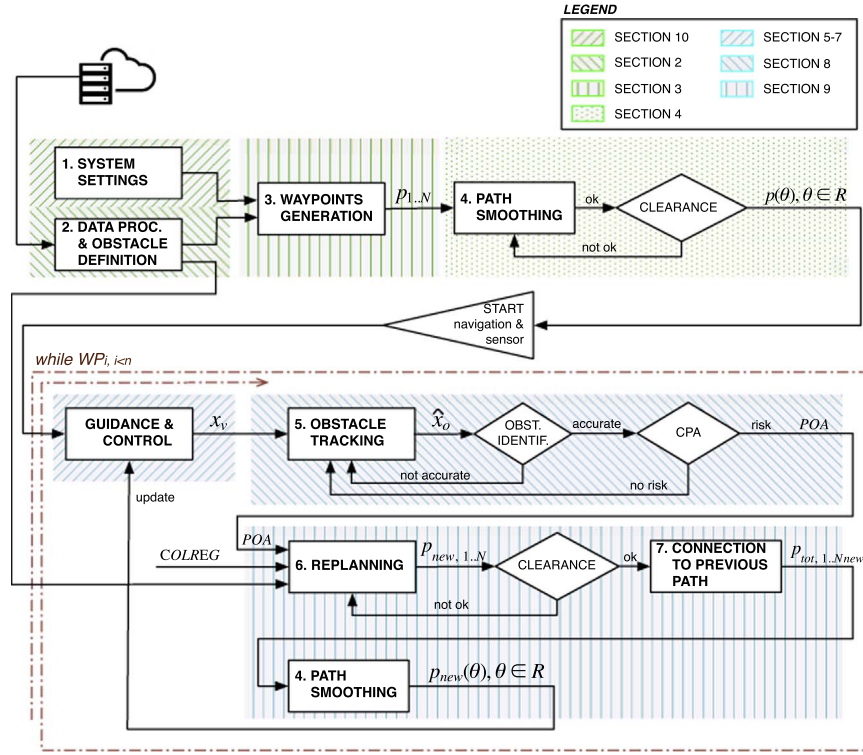 LEGEND
SECTION 10
SECTION 5-7
SECTION 2
SECTION 8
SECTION 3
SECTION 9
SECTION 4
1. SYSTEM
SETTINGS
2. DATA PROC.
& OBSTACLE
DEFINITION
3. WAYPOINTS
GENERATION
p1..N
4. PATH
SMOOTHING
ok
CLEARANCE
not ok
p(θ), θ ∈ R
START
navigation &
sensor
while WPi, i<n
GUIDANCE &
CONTROL
xv
5. OBSTACLE
TRACKING
x̂o
OBST.
IDENTIF.
accurate
not accurate
CPA
risk
no risk
POA
update
POA
COLREG
6. REPLANNING
pnew, 1..N
CLEARANCE
ok
not ok
7. CONNECTION
TO PREVIOUS
PATH
ptot, 1..Nnew
4. PATH
SMOOTHING
pnew(θ), θ ∈ R